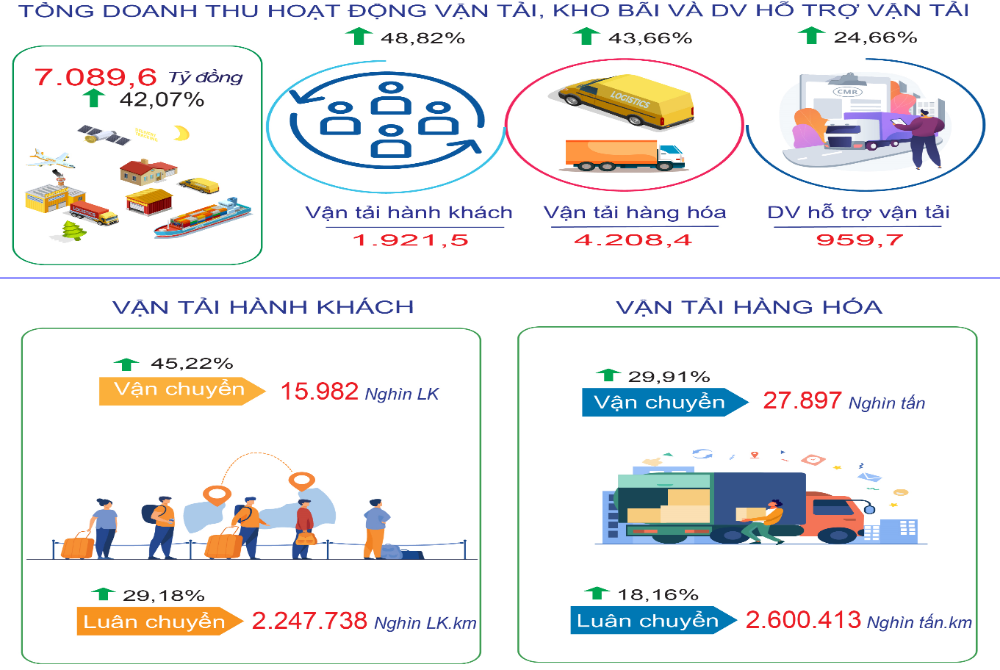 TỔNG DOANH THU HOẠT ĐỘNG VẬN TẢI, KHO BÃI VÀ DV HỖ TRỢ VẬN TẢI
7.089,6 Tỷ đồng
42,07%
DELIVERY
TRACKING
FACTORY
LOGISTICS
48,82%
Vận tải hành khách
1.921,5
43,66%
LOGISTICS
Vận tải hàng hóa
4.208,4
24,66%
CMR
DV hỗ trợ vận tải
959,7
VẬN TẢI HÀNH KHÁCH
45,22%
Vận chuyển 15.982 Nghìn LK
29,18%
Luân chuyển 2.247.738 Nghìn LK.km
VẬN TẢI HÀNG HÓA
29,91%
Vận chuyển 27.897 Nghìn tấn
18,16%
Luân chuyển 2.600.413 Nghìn tấn.km